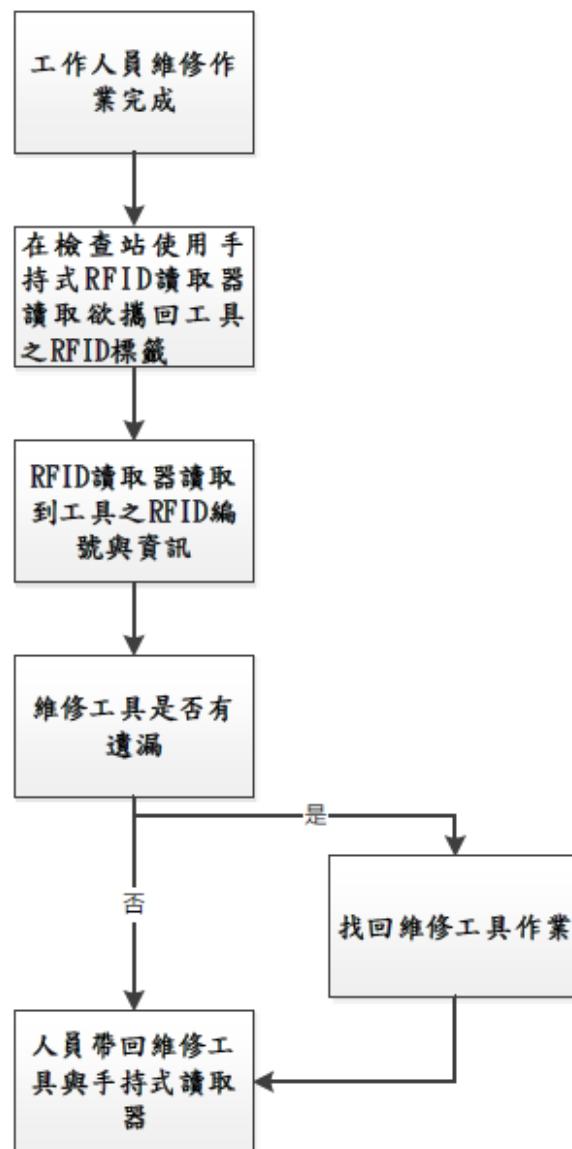 工作人員維修作
業完成
在檢查站使用手
持式RFID讀取器
讀取欲攜回工具
之RFID標籤
RFID讀取器讀取
到工具之RFID編
號與資訊
維修工具是否有
遺漏
是
否
找回維修工具作業
人員帶回維修工
具與手持式讀取
器